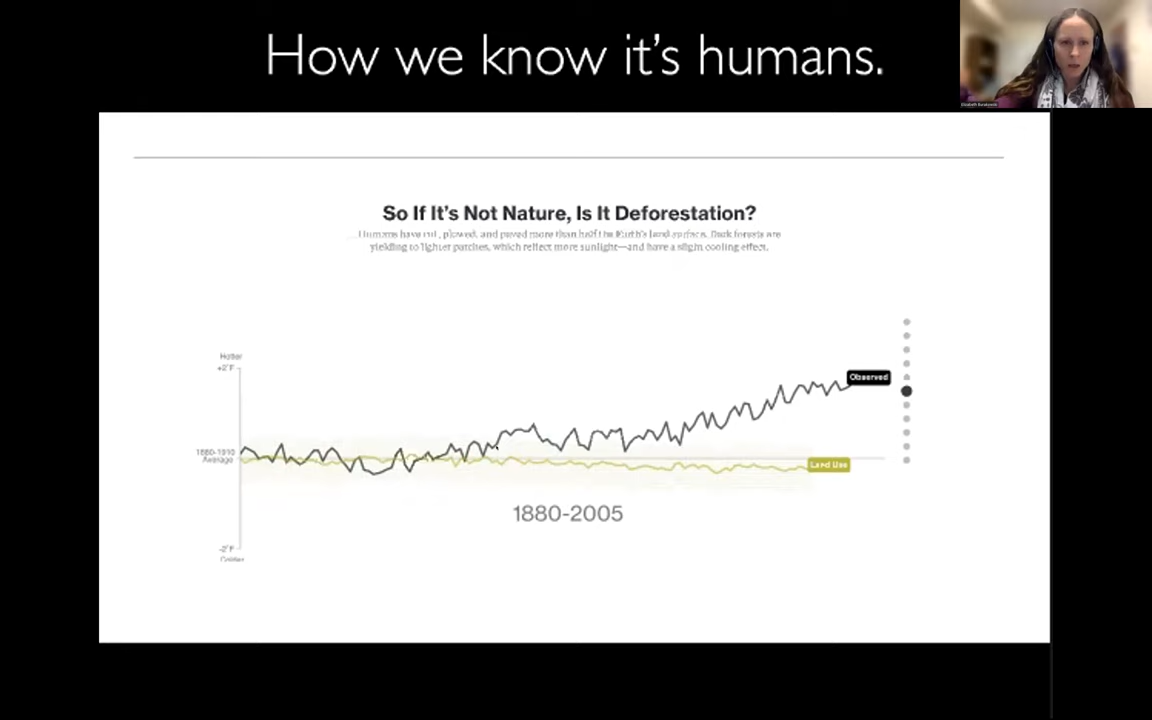 How we know it's humans.
So If It's Not Nature, Is It Deforestation?
Humans have cut, plowed, and paved more than half the Earth's land surface. Dark forests are
yielding to lighter patches, which reflect more sunlight—and have a slight cooling effect.
Hotter
+2°F
Observed
1880-1910
Average
Land Use
1880-2005
-2°F
Colder